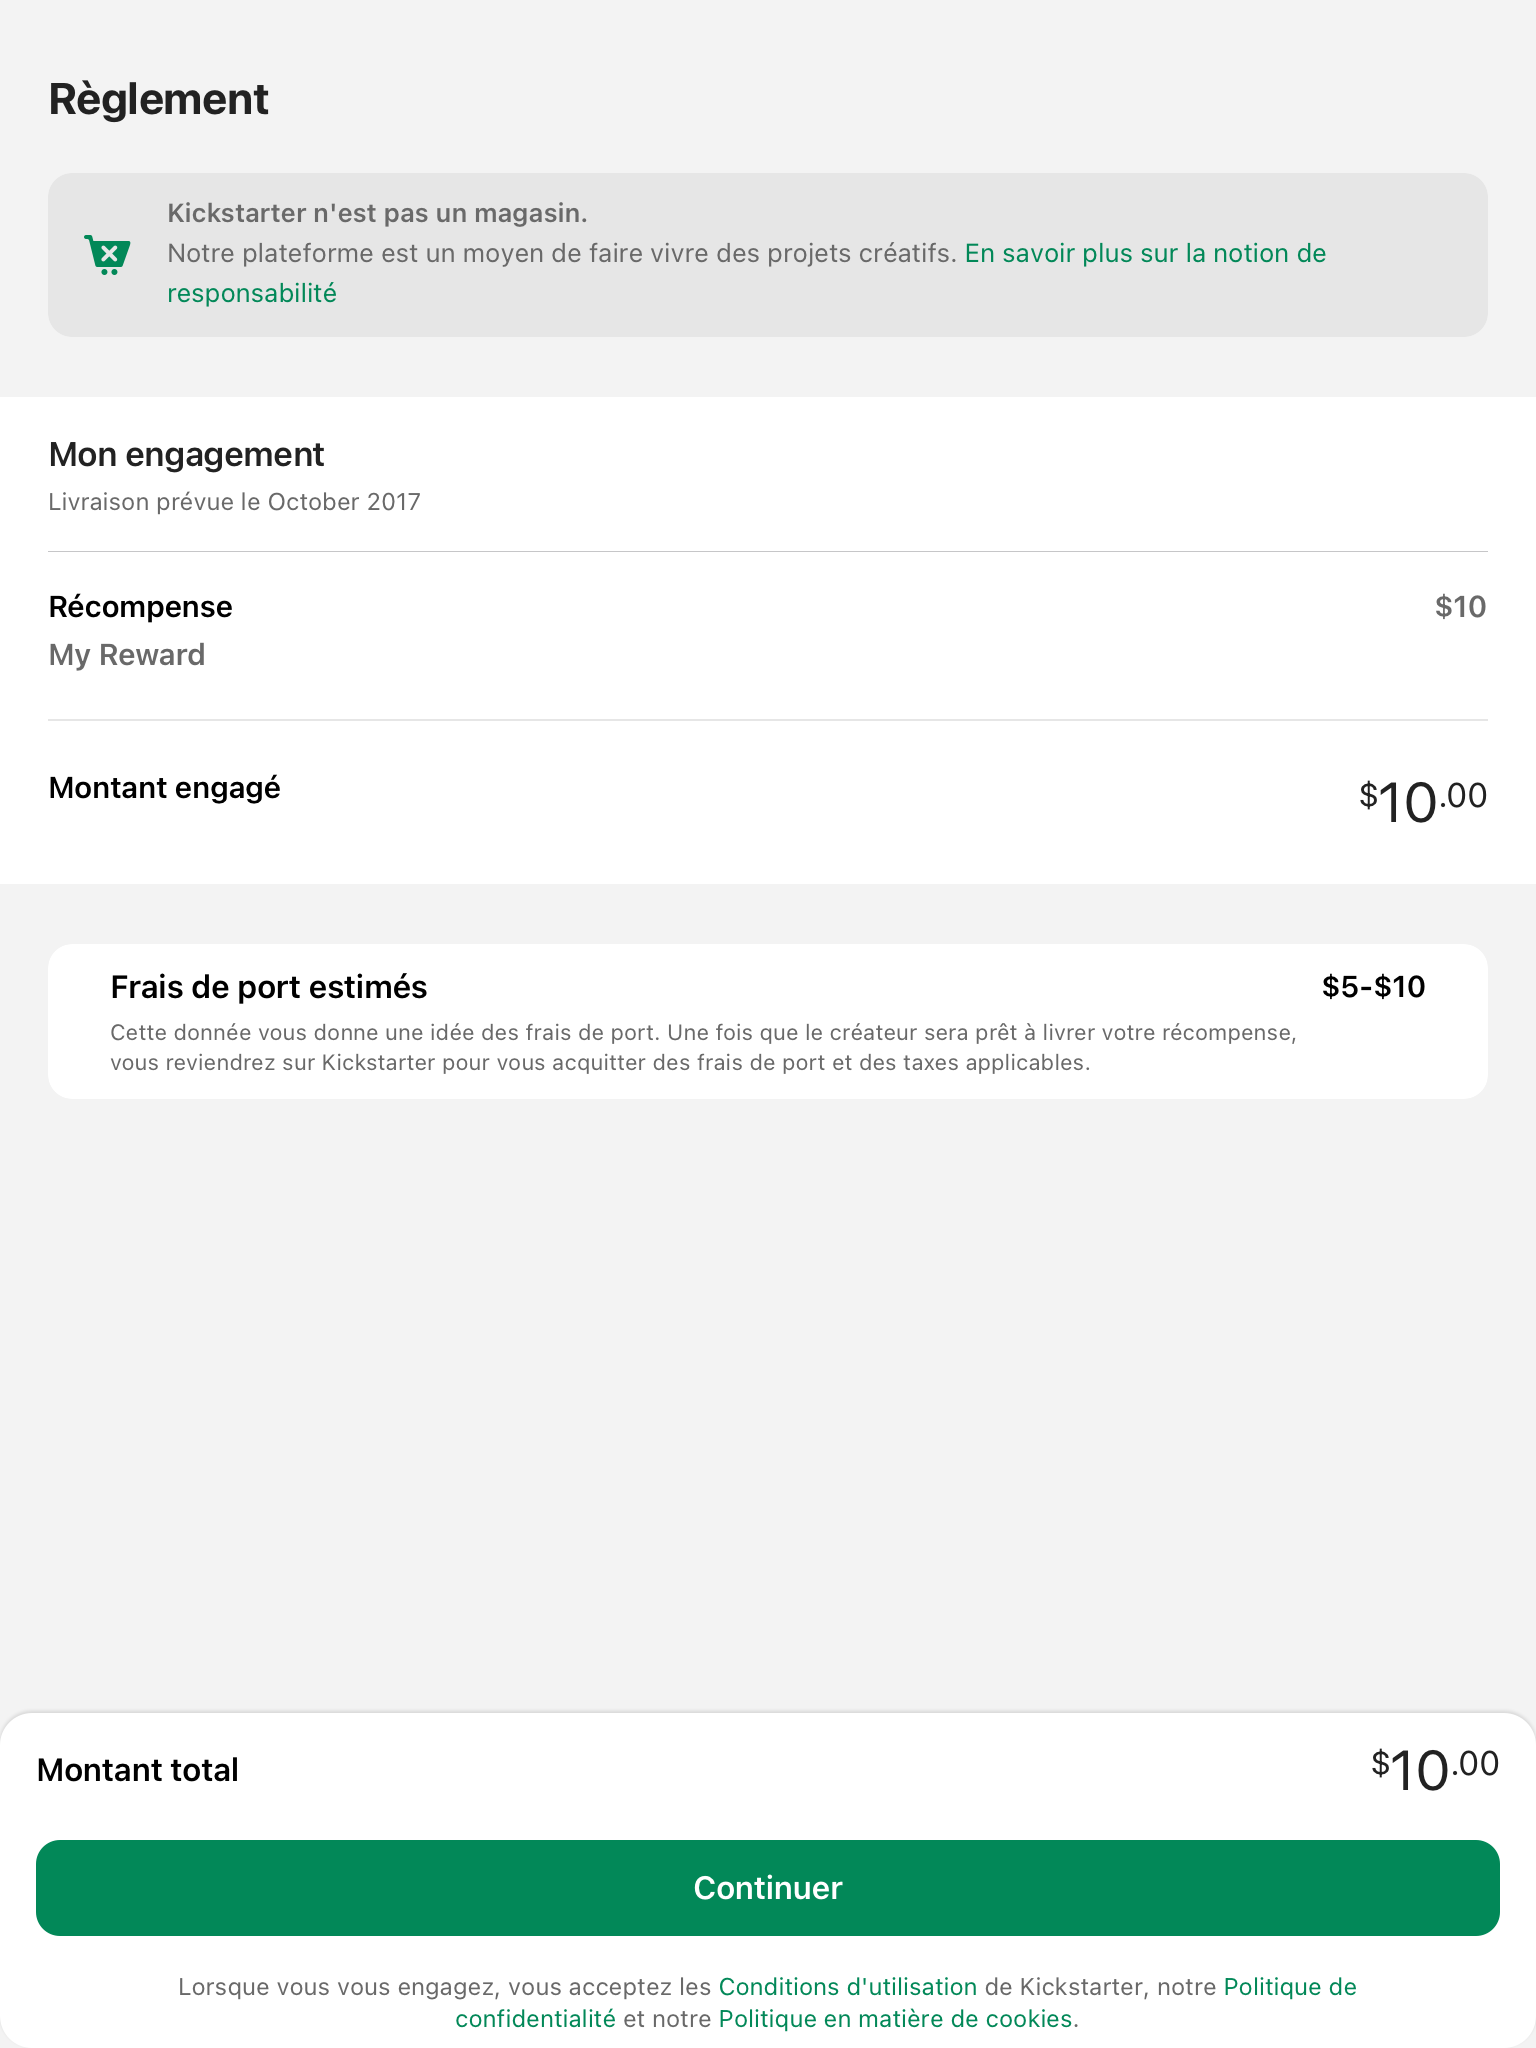 Règlement
Kickstarter n'est pas un magasin.
Notre plateforme est un moyen de faire vivre des projets créatifs. En savoir plus sur la notion de
responsabilité
Mon engagement
Livraison prévue le October 2017
Récompense $10
My Reward
Montant engagé $10.00
Frais de port estimés $5-$10
Cette donnée vous donne une idée des frais de port. Une fois que le créateur sera prêt à livrer votre récompense,
vous reviendrez sur Kickstarter pour vous acquitter des frais de port et des taxes applicables.
Montant total $10.00
Continuer
Lorsque vous vous engagez, vous acceptez les Conditions d'utilisation de Kickstarter, notre Politique de
confidentialité et notre Politique en matière de cookies.